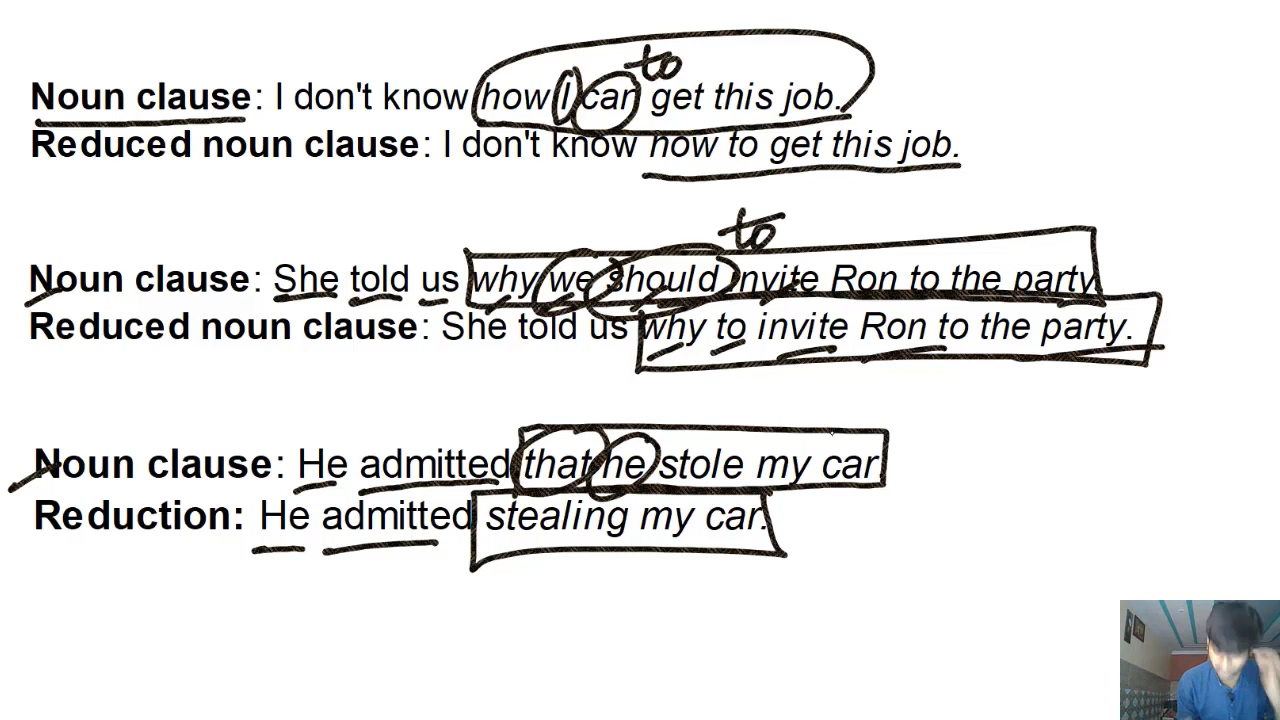 to
Noun clause: I don't know how I can get this job.
Reduced noun clause: I don't know how to get this job.
to
Noun clause: She told us why we should invite Ron to the party.
Reduced noun clause: She told us why to invite Ron to the party.
Noun clause: He admitted that he stole my car.
Reduction: He admitted stealing my car.